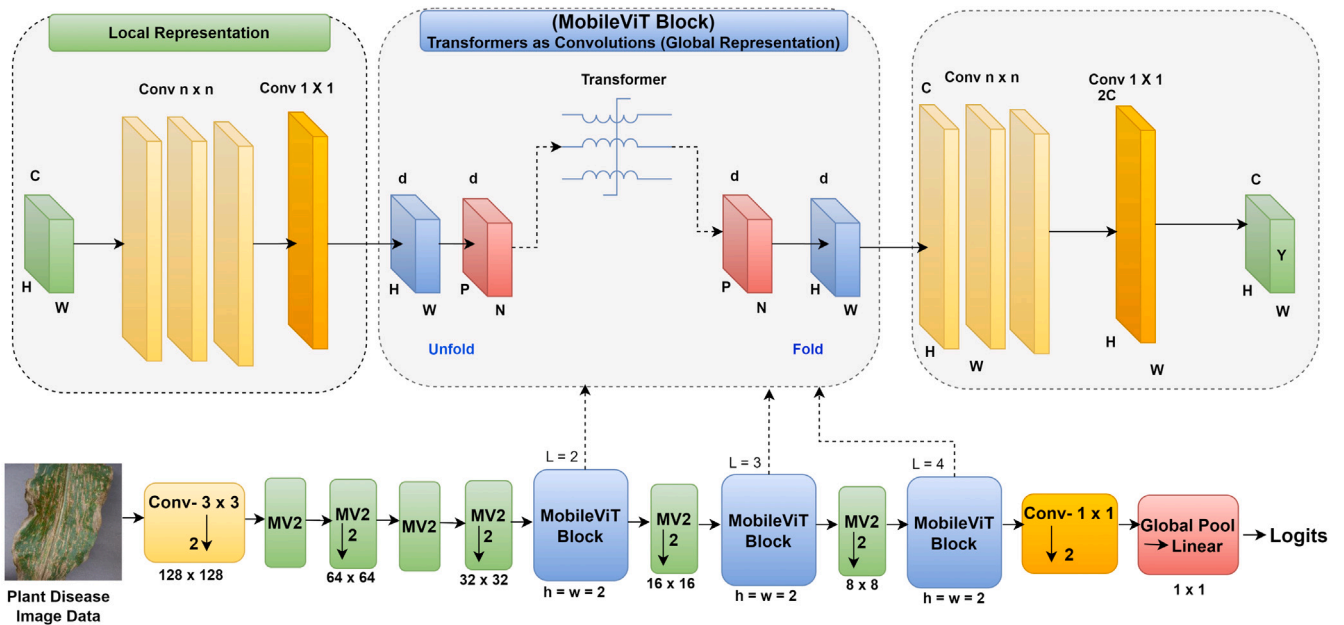 Local Representation
(MobileViT Block)
Transformers as Convolutions (Global Representation)
Conv n x n
Conv 1 X 1
C
H
W
Transformer
d
H
W
d
P
N
Unfold
d
P
N
d
H
W
Fold
Conv n x n
C
H
W
Conv 1 X 1
2C
H
W
C
Y
H
W
Plant Disease
Image Data
Conv- 3 x 3
2
128 x 128
MV2
MV2
2
64 x 64
MV2
MV2
2
32 x 32
L = 2
MobileViT
Block
h = w = 2
MV2
2
16 x 16
L = 3
MobileViT
Block
h = w = 2
MV2
2
8 x 8
L = 4
MobileViT
Block
h = w = 2
Conv- 1 x 1
2
Global Pool
Linear
1 x 1
Logits